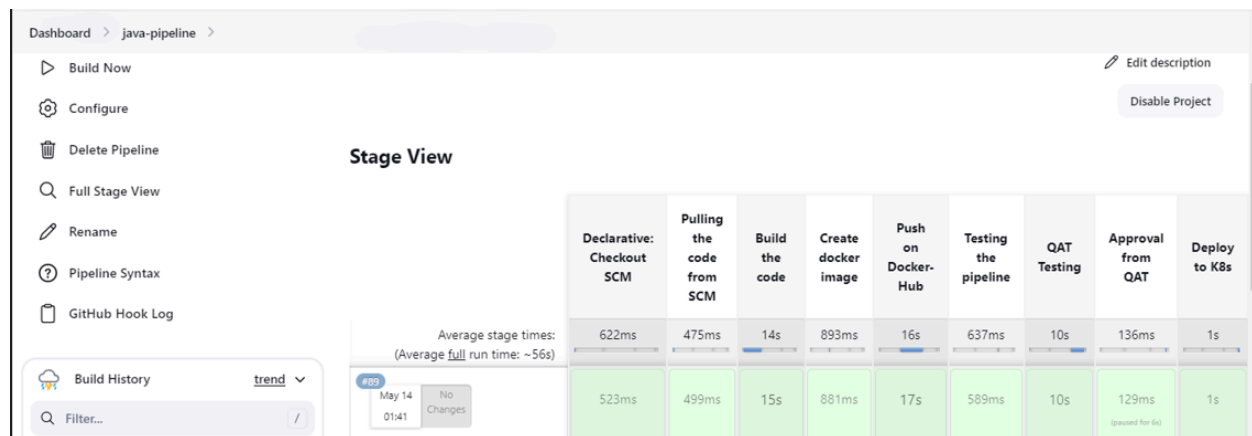 Dashboard > java-pipeline >
Build Now
Configure
Delete Pipeline
Full Stage View
Rename
Pipeline Syntax
GitHub Hook Log
Build History trend
Filter... /
Edit description
Disable Project
Stage View
Declarative:
Checkout
SCM
Pulling
the
code
from
SCM
Build
the
code
Create
docker
image
Push
on
Docker-
Hub
Testing
the
pipeline
QAT
Testing
Approval
from
QAT
Deploy
to K8s
Average stage times:
(Average full run time: ~56s)
622ms 475ms 14s 893ms 16s 637ms 10s 136ms 1s
#89
May 14
01:41
No
Changes
523ms 499ms 15s 881ms 17s 589ms 10s 129ms 1s
(paused for 6s)